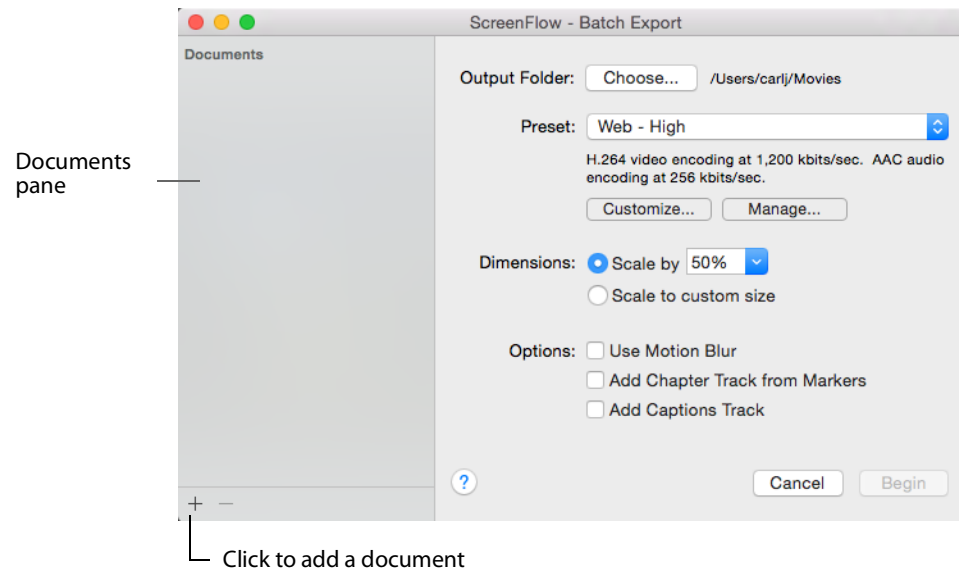 ScreenFlow - Batch Export
Documents
Documents
pane
Output Folder: Choose... /Users/carlj/Movies
Preset: Web - High
H.264 video encoding at 1,200 kbits/sec. AAC audio
encoding at 256 kbits/sec.
Customize... Manage...
Dimensions: Scale by 50%
Scale to custom size
Options: Use Motion Blur
Add Chapter Track from Markers
Add Captions Track
? Cancel Begin
+ −
Click to add a document